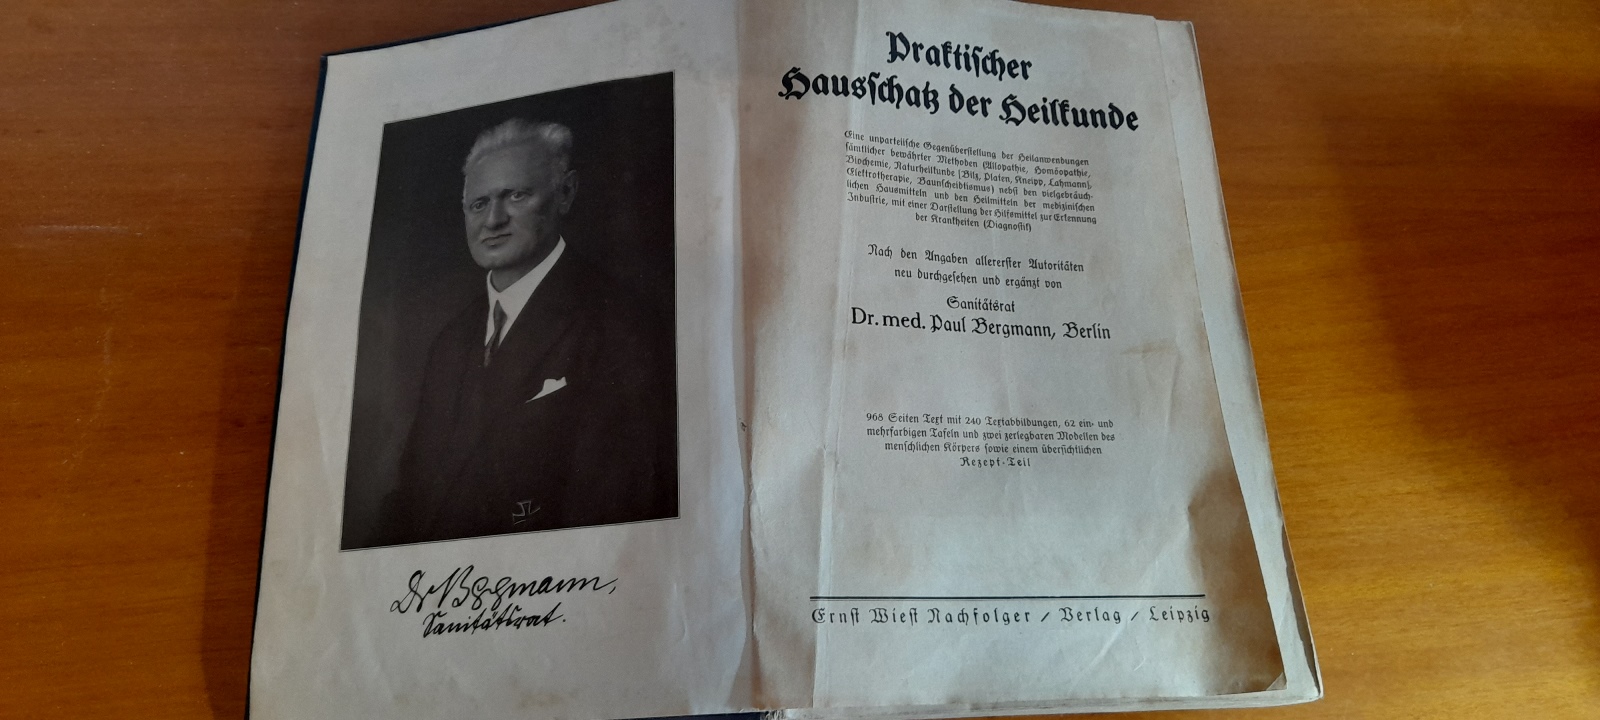 Dr Bergmann,
Sanitätsrat.
Praktischer
Hausschatz der Heilkunde
Eine unparteiische Gegenüberstellung der Heilanwendungen
sämtlicher bewährter Methoden (Allopathie, Homöopathie,
Biochemie, Naturheilkunde [Bilz, Platen, Kneipp, Lahmann],
Elektrotherapie, Baunscheidtismus) nebst den vielgebräuch-
lichen Hausmitteln und den Heilmitteln der medizinischen
Industrie, mit einer Darstellung der Hilfsmittel zur Erkennung
der Krankheiten (Diagnostik)
Nach den Angaben allererster Autoritäten
neu durchgesehen und ergänzt von
Sanitätsrat
Dr. med. Paul Bergmann, Berlin
968 Seiten Text mit 240 Textabbildungen, 62 ein- und
mehrfarbigen Tafeln und zwei zerlegbaren Modellen des
menschlichen Körpers sowie einem übersichtlichen
Rezept-Teil
Ernst Wiest Nachfolger / Verlag / Leipzig